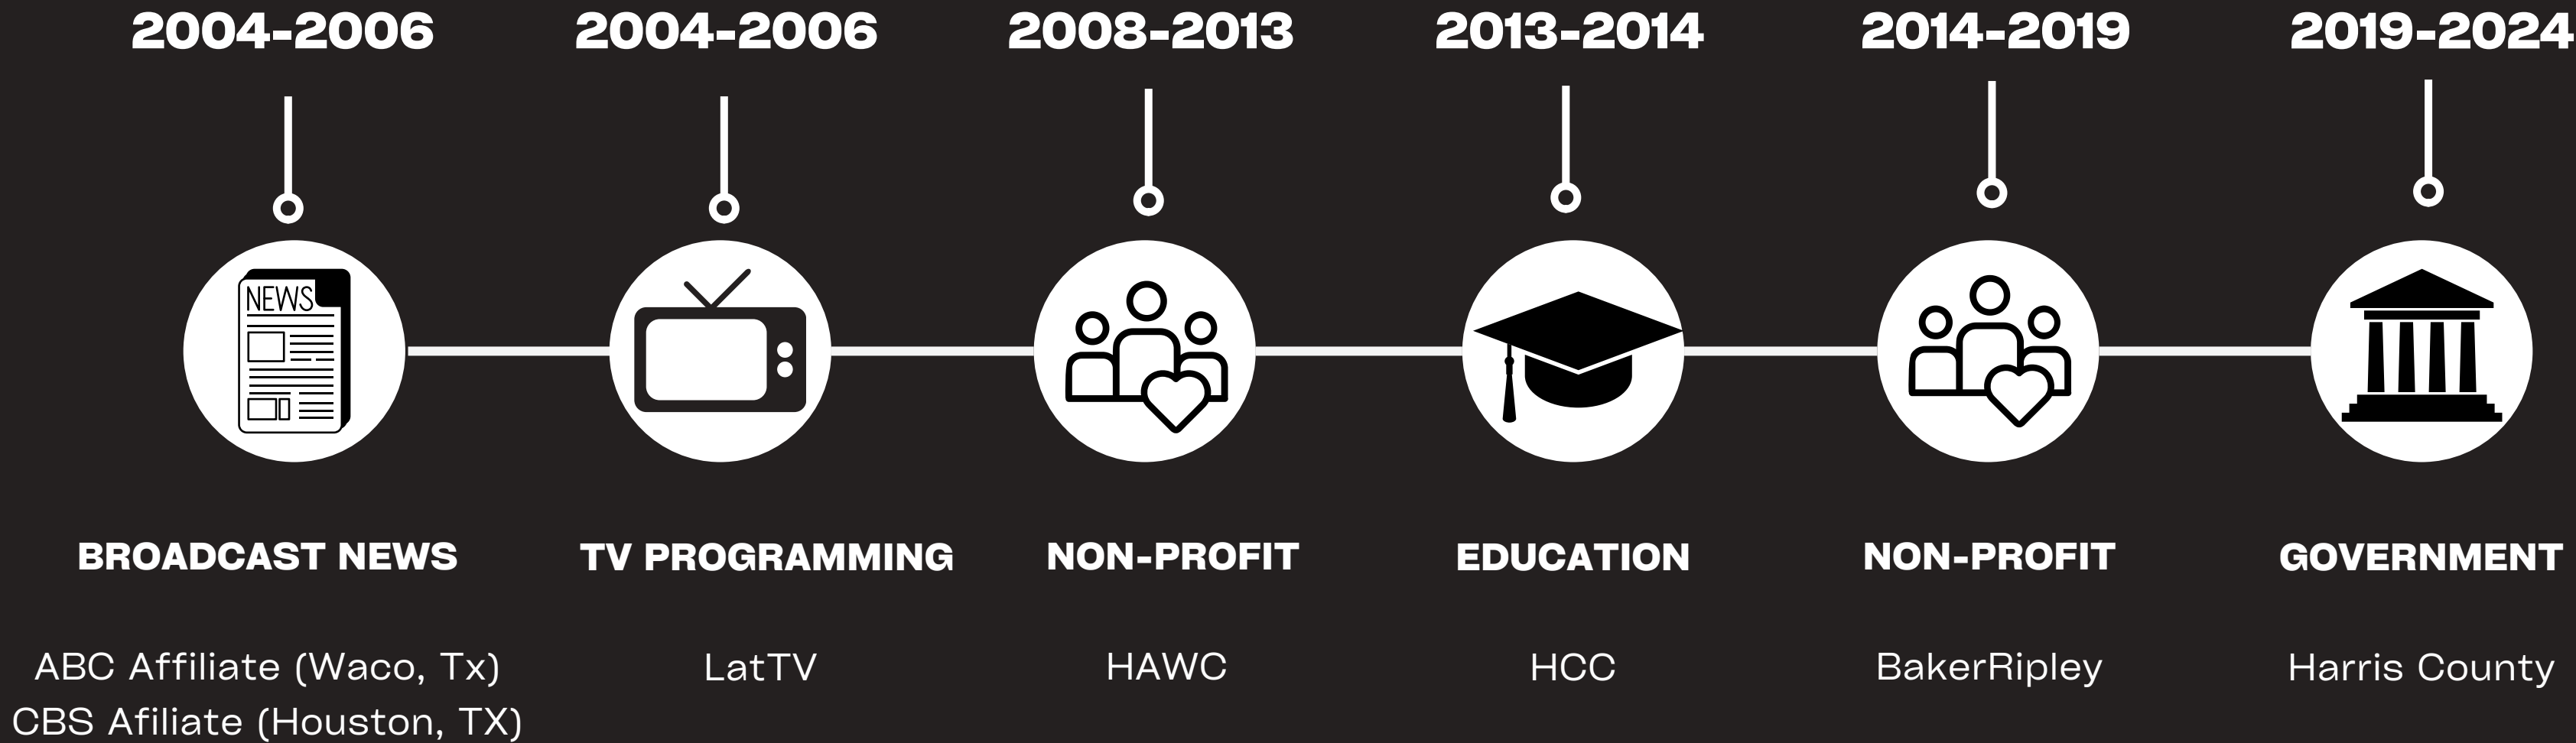 2004-2006
2004-2006
2008-2013
2013-2014
2014-2019
2019-2024
NEWS
BROADCAST NEWS
TV PROGRAMMING
NON-PROFIT
EDUCATION
NON-PROFIT
GOVERNMENT
ABC Affiliate (Waco, Tx)
CBS Afiliate (Houston, TX)
LatTV
HAWC
HCC
BakerRipley
Harris County